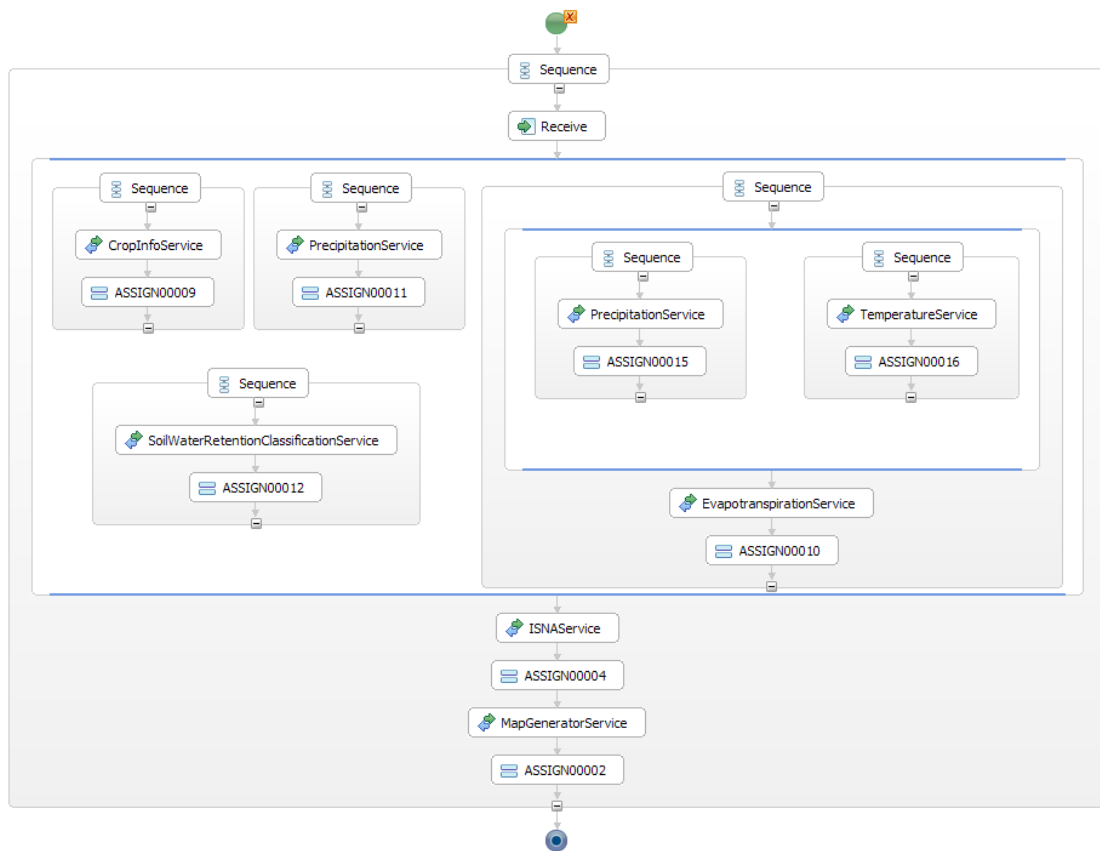 X
Sequence
Receive
Sequence
CropInfoService
ASSIGN00009
Sequence
PrecipitationService
ASSIGN00011
Sequence
SoilWaterRetentionClassificationService
ASSIGN00012
Sequence
Sequence
PrecipitationService
ASSIGN00015
Sequence
TemperatureService
ASSIGN00016
EvapotranspirationService
ASSIGN00010
ISNAService
ASSIGN00004
MapGeneratorService
ASSIGN00002